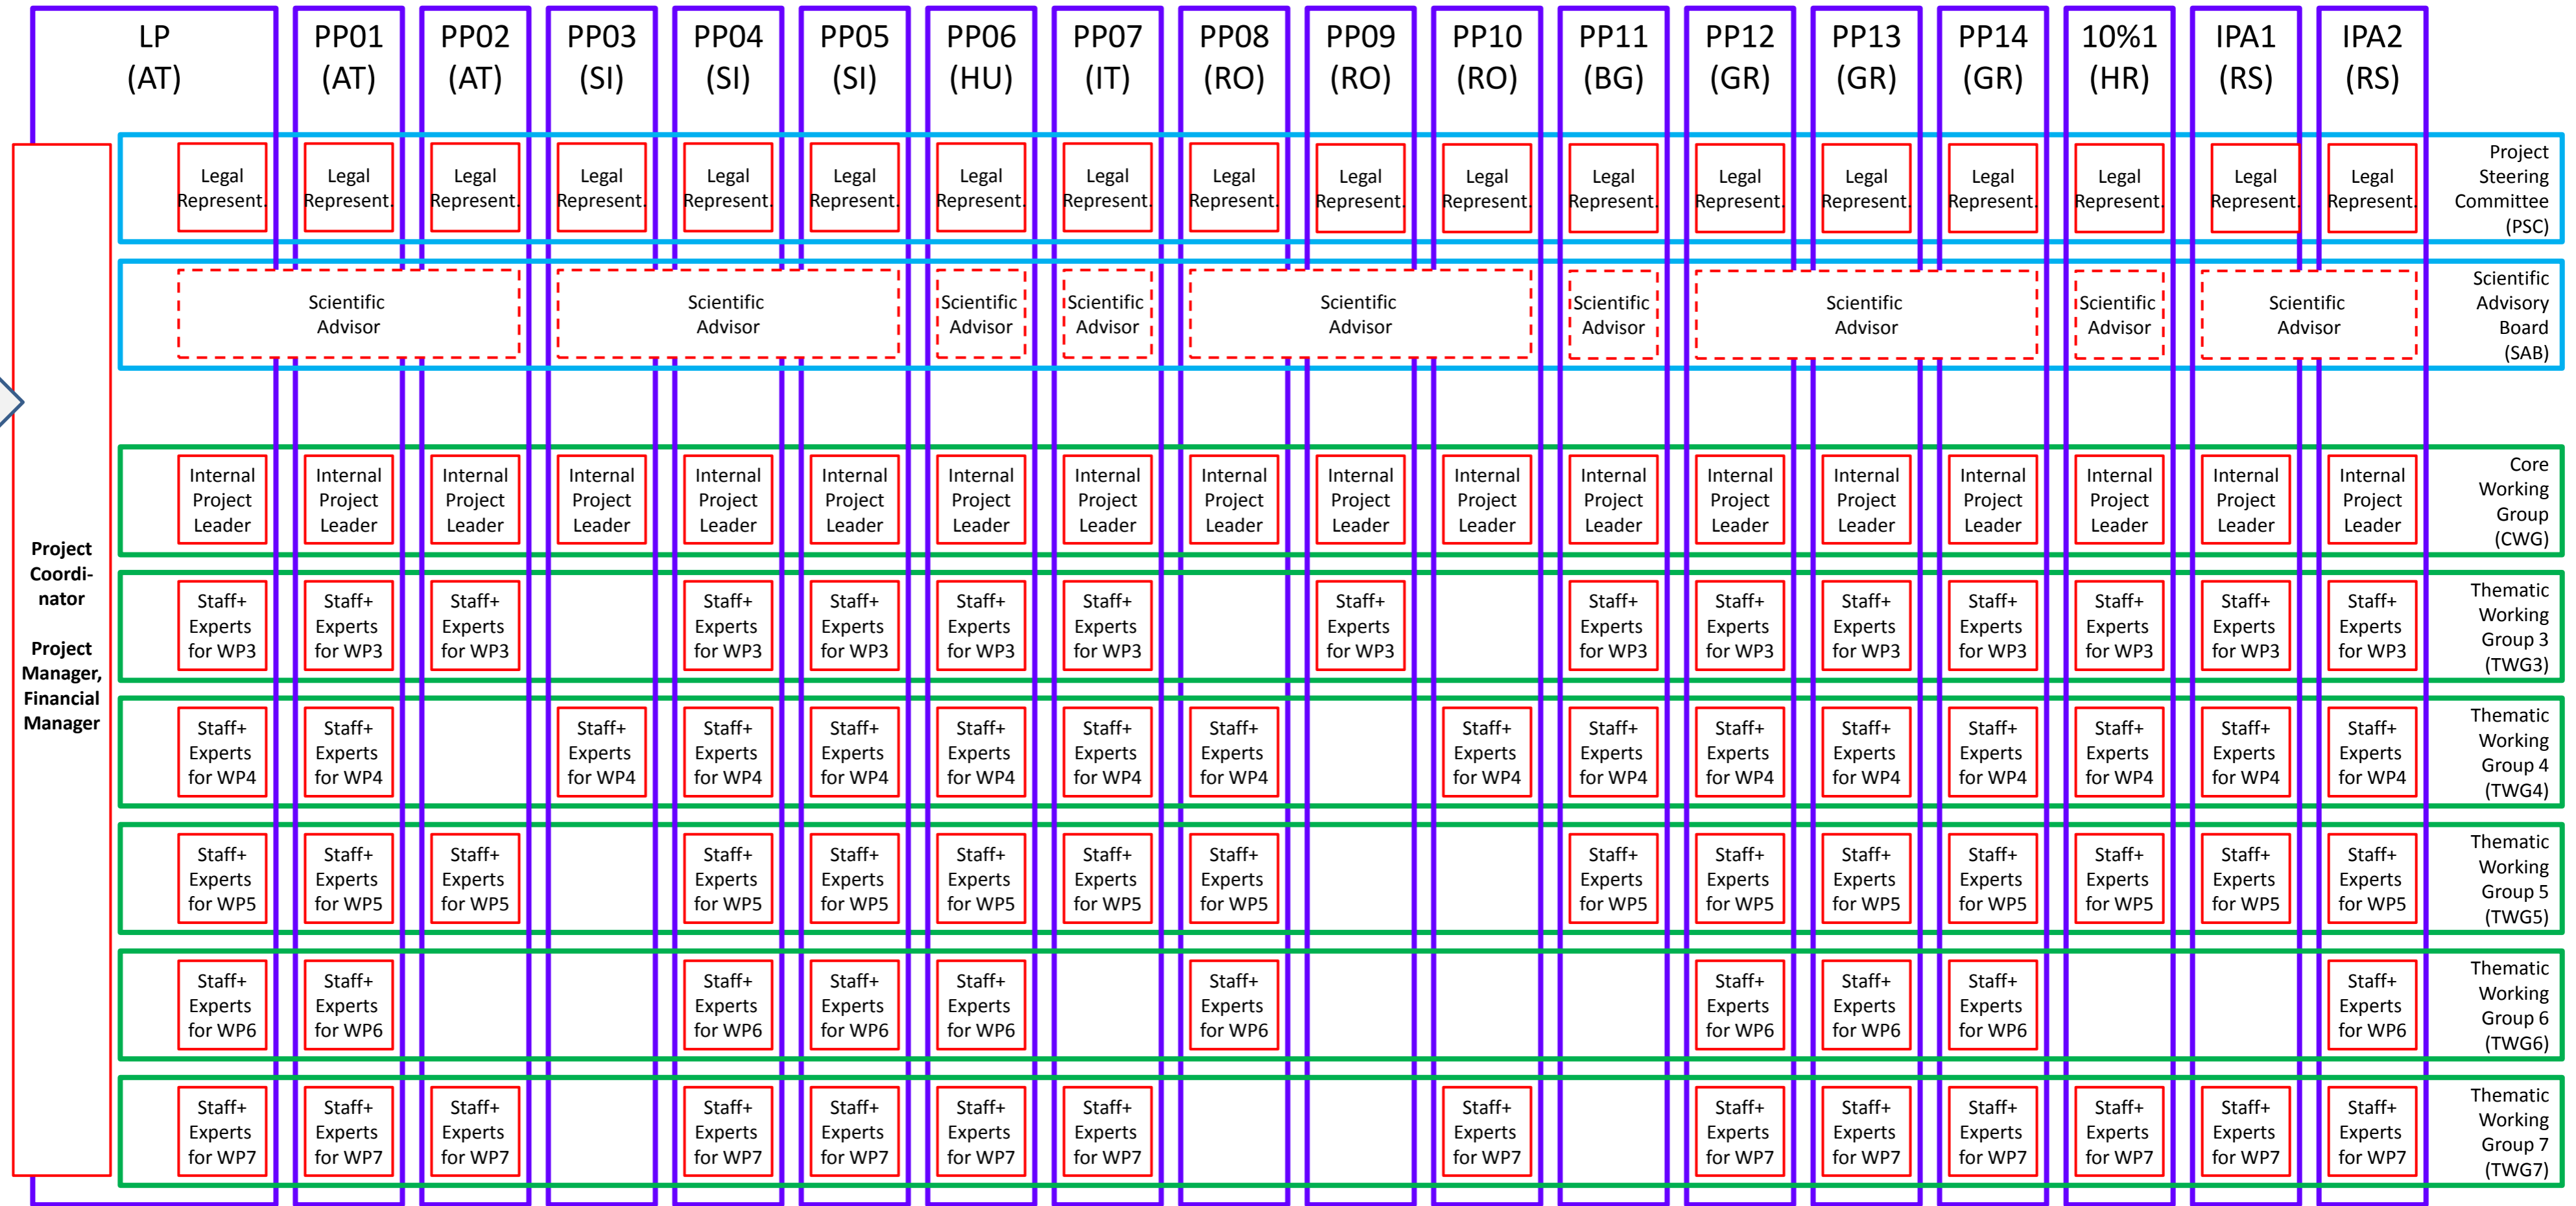 LP PP01 PP02 PP03 PP04 PP05 PP06 PP07 PP08 PP09 PP10 PP11 PP12 PP13 PP14 10%1 IPA1 IPA2
(AT) (AT) (AT) (SI) (SI) (SI) (HU) (IT) (RO) (RO) (RO) (BG) (GR) (GR) (GR) (HR) (RS) (RS)
Legal Legal Legal Legal Legal Legal Legal Legal Legal Legal Legal Legal Legal Legal Legal Legal Legal Legal
Represent. Represent. Represent. Represent. Represent. Represent. Represent. Represent. Represent. Represent. Represent. Represent. Represent. Represent. Represent. Represent. Represent. Represent.
Project
Steering
Committee
(PSC)
Scientific Scientific Scientific Scientific Scientific Scientific Scientific Scientific Scientific
Advisor Advisor Advisor Advisor Advisor Advisor Advisor Advisor Advisor
Scientific
Advisory
Board
(SAB)
Internal Internal Internal Internal Internal Internal Internal Internal Internal Internal Internal Internal Internal Internal Internal Internal Internal Internal
Project Project Project Project Project Project Project Project Project Project Project Project Project Project Project Project Project Project
Leader Leader Leader Leader Leader Leader Leader Leader Leader Leader Leader Leader Leader Leader Leader Leader Leader Leader
Core
Working
Group
(CWG)
Project
Coordi-
nator
Project
Manager,
Financial
Manager
Staff+ Staff+ Staff+ Staff+ Staff+ Staff+ Staff+ Staff+ Staff+ Staff+ Staff+ Staff+ Staff+ Staff+ Staff+
Experts Experts Experts Experts Experts Experts Experts Experts Experts Experts Experts Experts Experts Experts Experts
for WP3 for WP3 for WP3 for WP3 for WP3 for WP3 for WP3 for WP3 for WP3 for WP3 for WP3 for WP3 for WP3 for WP3 for WP3
Thematic
Working
Group 3
(TWG3)
Staff+ Staff+ Staff+ Staff+ Staff+ Staff+ Staff+ Staff+ Staff+ Staff+ Staff+ Staff+ Staff+ Staff+ Staff+ Staff+
Experts Experts Experts Experts Experts Experts Experts Experts Experts Experts Experts Experts Experts Experts Experts Experts
for WP4 for WP4 for WP4 for WP4 for WP4 for WP4 for WP4 for WP4 for WP4 for WP4 for WP4 for WP4 for WP4 for WP4 for WP4 for WP4
Thematic
Working
Group 4
(TWG4)
Staff+ Staff+ Staff+ Staff+ Staff+ Staff+ Staff+ Staff+ Staff+ Staff+ Staff+ Staff+ Staff+ Staff+ Staff+
Experts Experts Experts Experts Experts Experts Experts Experts Experts Experts Experts Experts Experts Experts Experts
for WP5 for WP5 for WP5 for WP5 for WP5 for WP5 for WP5 for WP5 for WP5 for WP5 for WP5 for WP5 for WP5 for WP5 for WP5
Thematic
Working
Group 5
(TWG5)
Staff+ Staff+ Staff+ Staff+ Staff+ Staff+ Staff+ Staff+ Staff+ Staff+
Experts Experts Experts Experts Experts Experts Experts Experts Experts Experts
for WP6 for WP6 for WP6 for WP6 for WP6 for WP6 for WP6 for WP6 for WP6 for WP6
Thematic
Working
Group 6
(TWG6)
Staff+ Staff+ Staff+ Staff+ Staff+ Staff+ Staff+ Staff+ Staff+ Staff+ Staff+ Staff+ Staff+ Staff+
Experts Experts Experts Experts Experts Experts Experts Experts Experts Experts Experts Experts Experts Experts
for WP7 for WP7 for WP7 for WP7 for WP7 for WP7 for WP7 for WP7 for WP7 for WP7 for WP7 for WP7 for WP7 for WP7
Thematic
Working
Group 7
(TWG7)